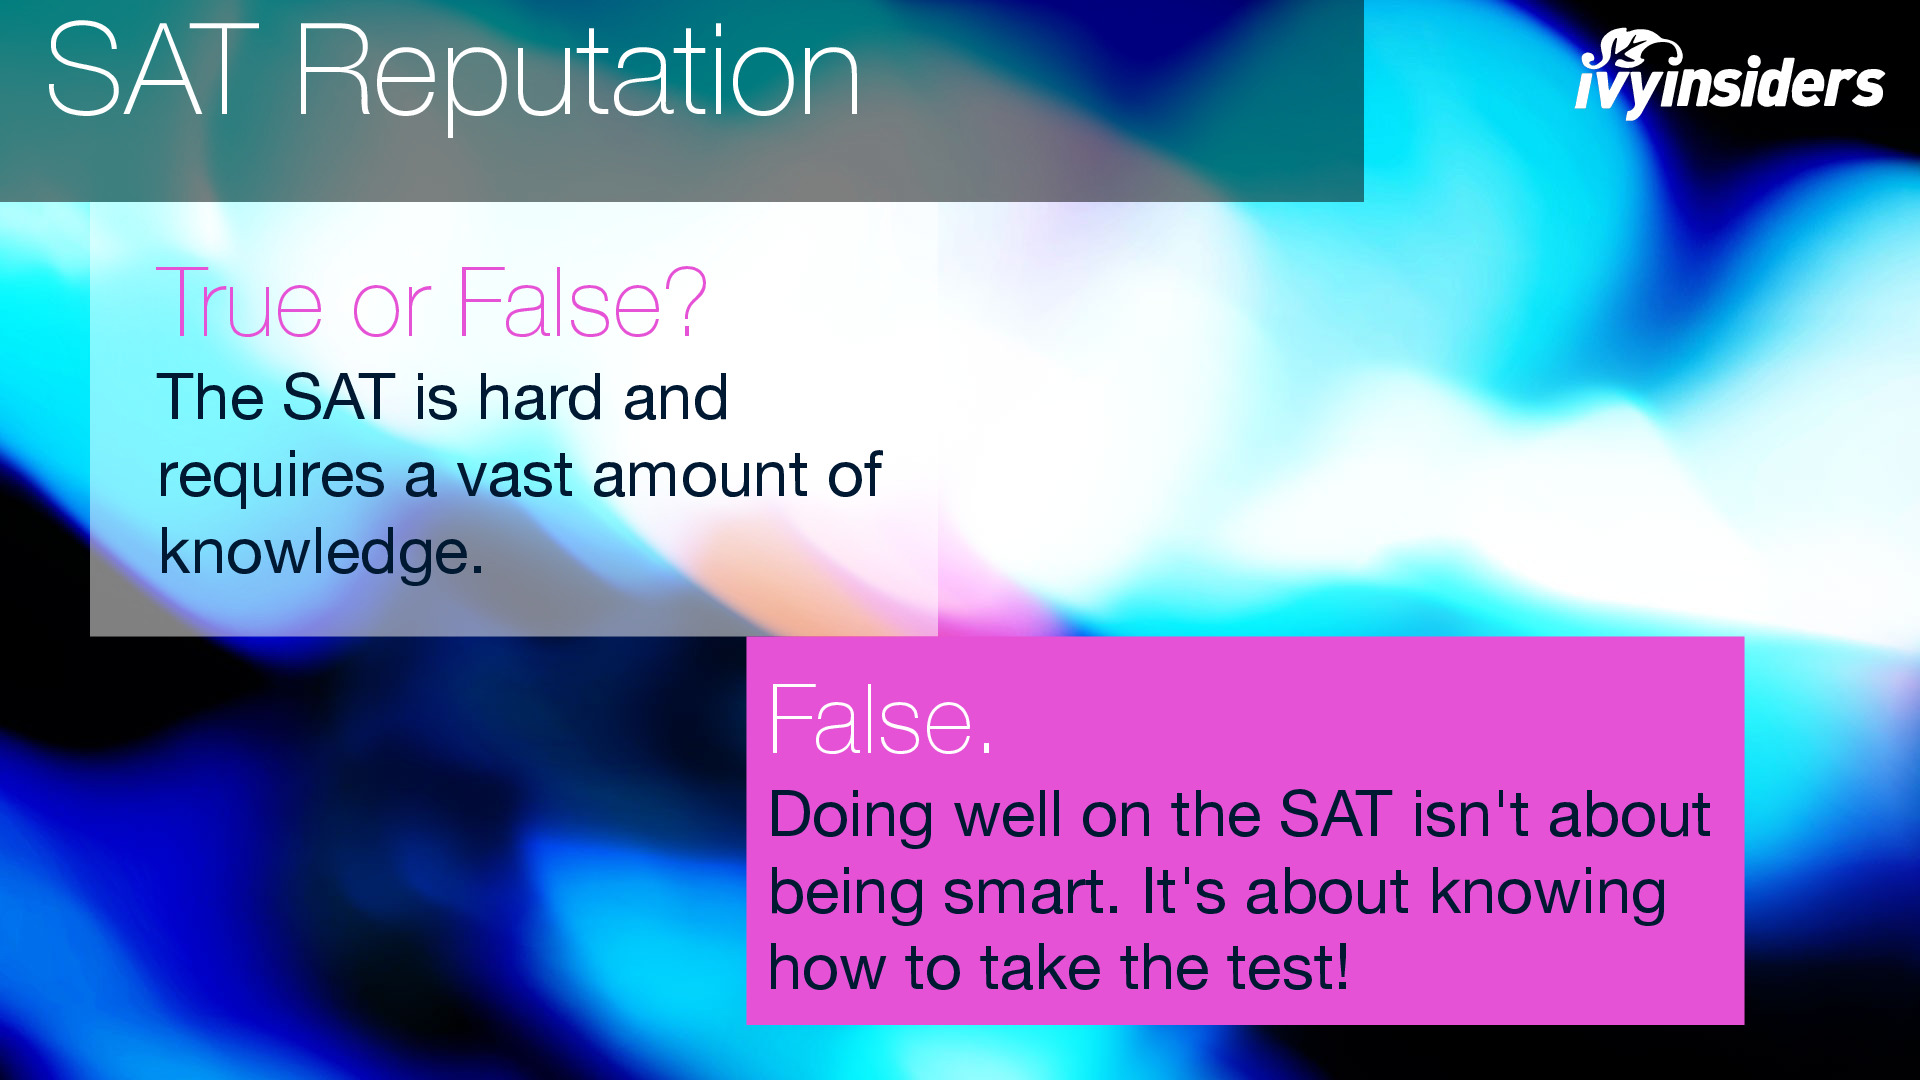 SAT Reputation
ivyinsiders
True or False?
The SAT is hard and
requires a vast amount of
knowledge.
False.
Doing well on the SAT isn't about
being smart. It's about knowing
how to take the test!